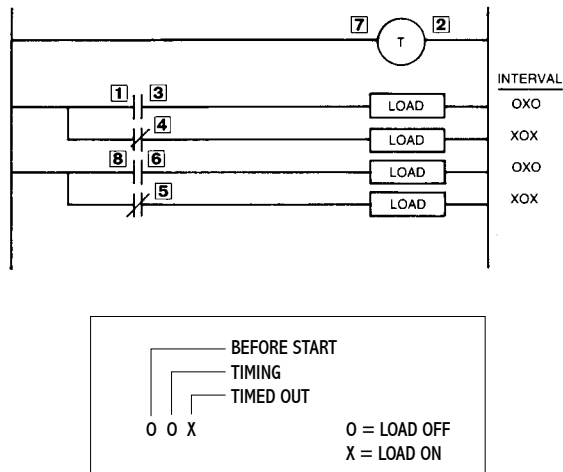 7 T 2
INTERVAL
1 3 LOAD OXO
4 LOAD XOX
8 6 LOAD OXO
5 LOAD XOX
BEFORE START
TIMING
TIMED OUT
O O X O = LOAD OFF
X = LOAD ON